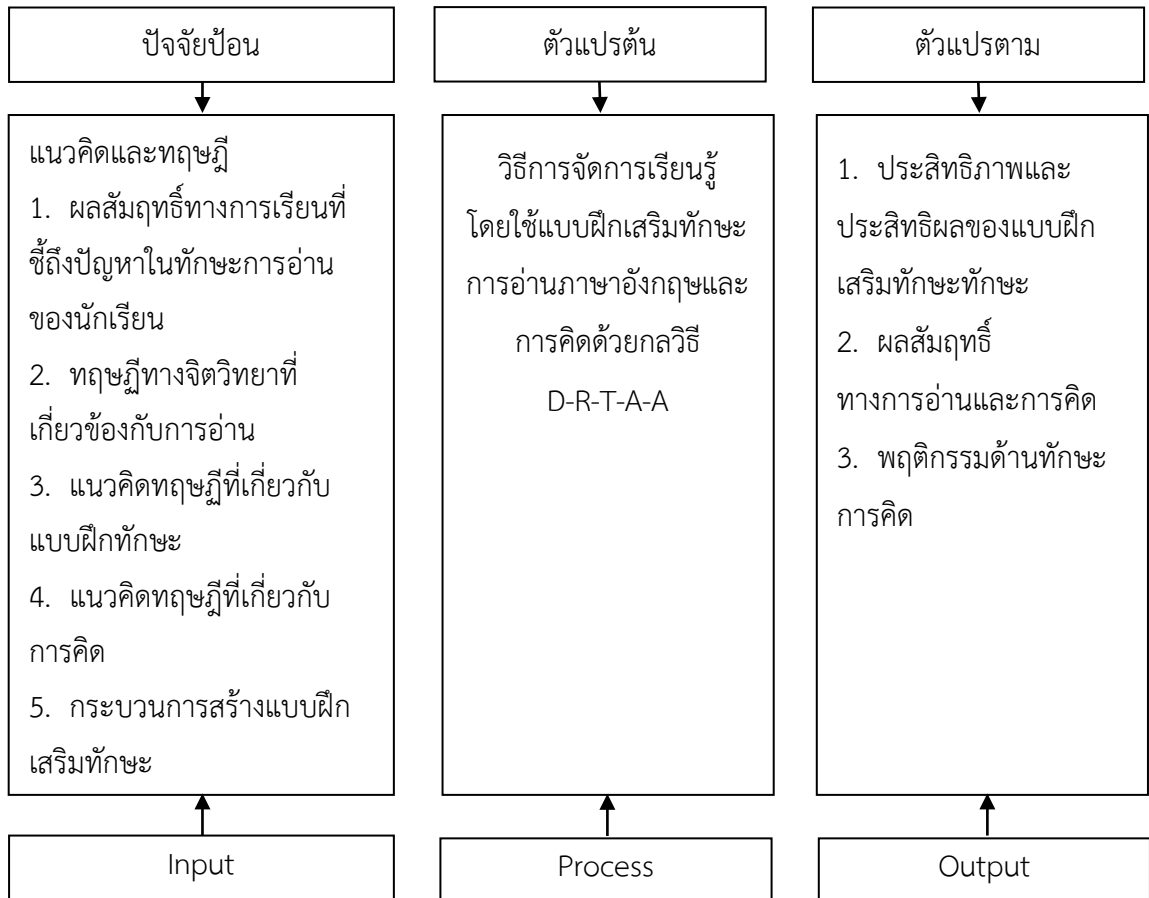 ปัจจัยป้อน
ตัวแปรต้น
ตัวแปรตาม
แนวคิดและทฤษฎี
1. ผลสัมฤทธิ์ทางการเรียนที่
ชี้ถึงปัญหาในทักษะการอ่าน
ของนักเรียน
2. ทฤษฎีทางจิตวิทยาที่
เกี่ยวข้องกับการอ่าน
3. แนวคิดทฤษฎีที่เกี่ยวกับ
แบบฝึกทักษะ
4. แนวคิดทฤษฎีที่เกี่ยวกับ
การคิด
5. กระบวนการสร้างแบบฝึก
เสริมทักษะ
วิธีการจัดการเรียนรู้
โดยใช้แบบฝึกเสริมทักษะ
การอ่านภาษาอังกฤษและ
การคิดด้วยกลวิธี
D-R-T-A-A
1. ประสิทธิภาพและ
ประสิทธิผลของแบบฝึก
เสริมทักษะทักษะ
2. ผลสัมฤทธิ์
ทางการอ่านและการคิด
3. พฤติกรรมด้านทักษะ
การคิด
Input
Process
Output